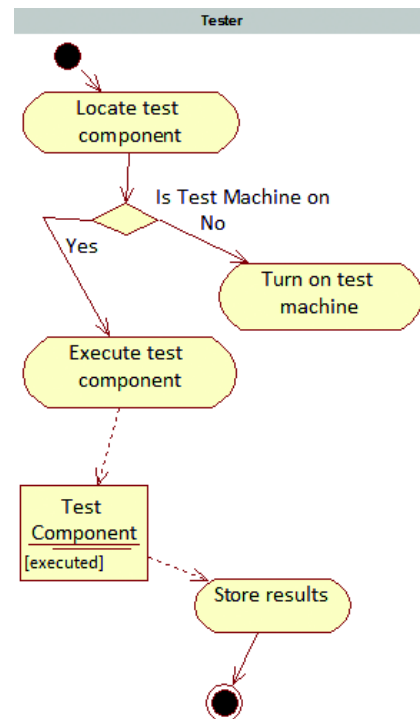 Tester
Locate test
component
Is Test Machine on
No
Yes
Turn on test
machine
Execute test
component
Test
Component
[executed]
Store results